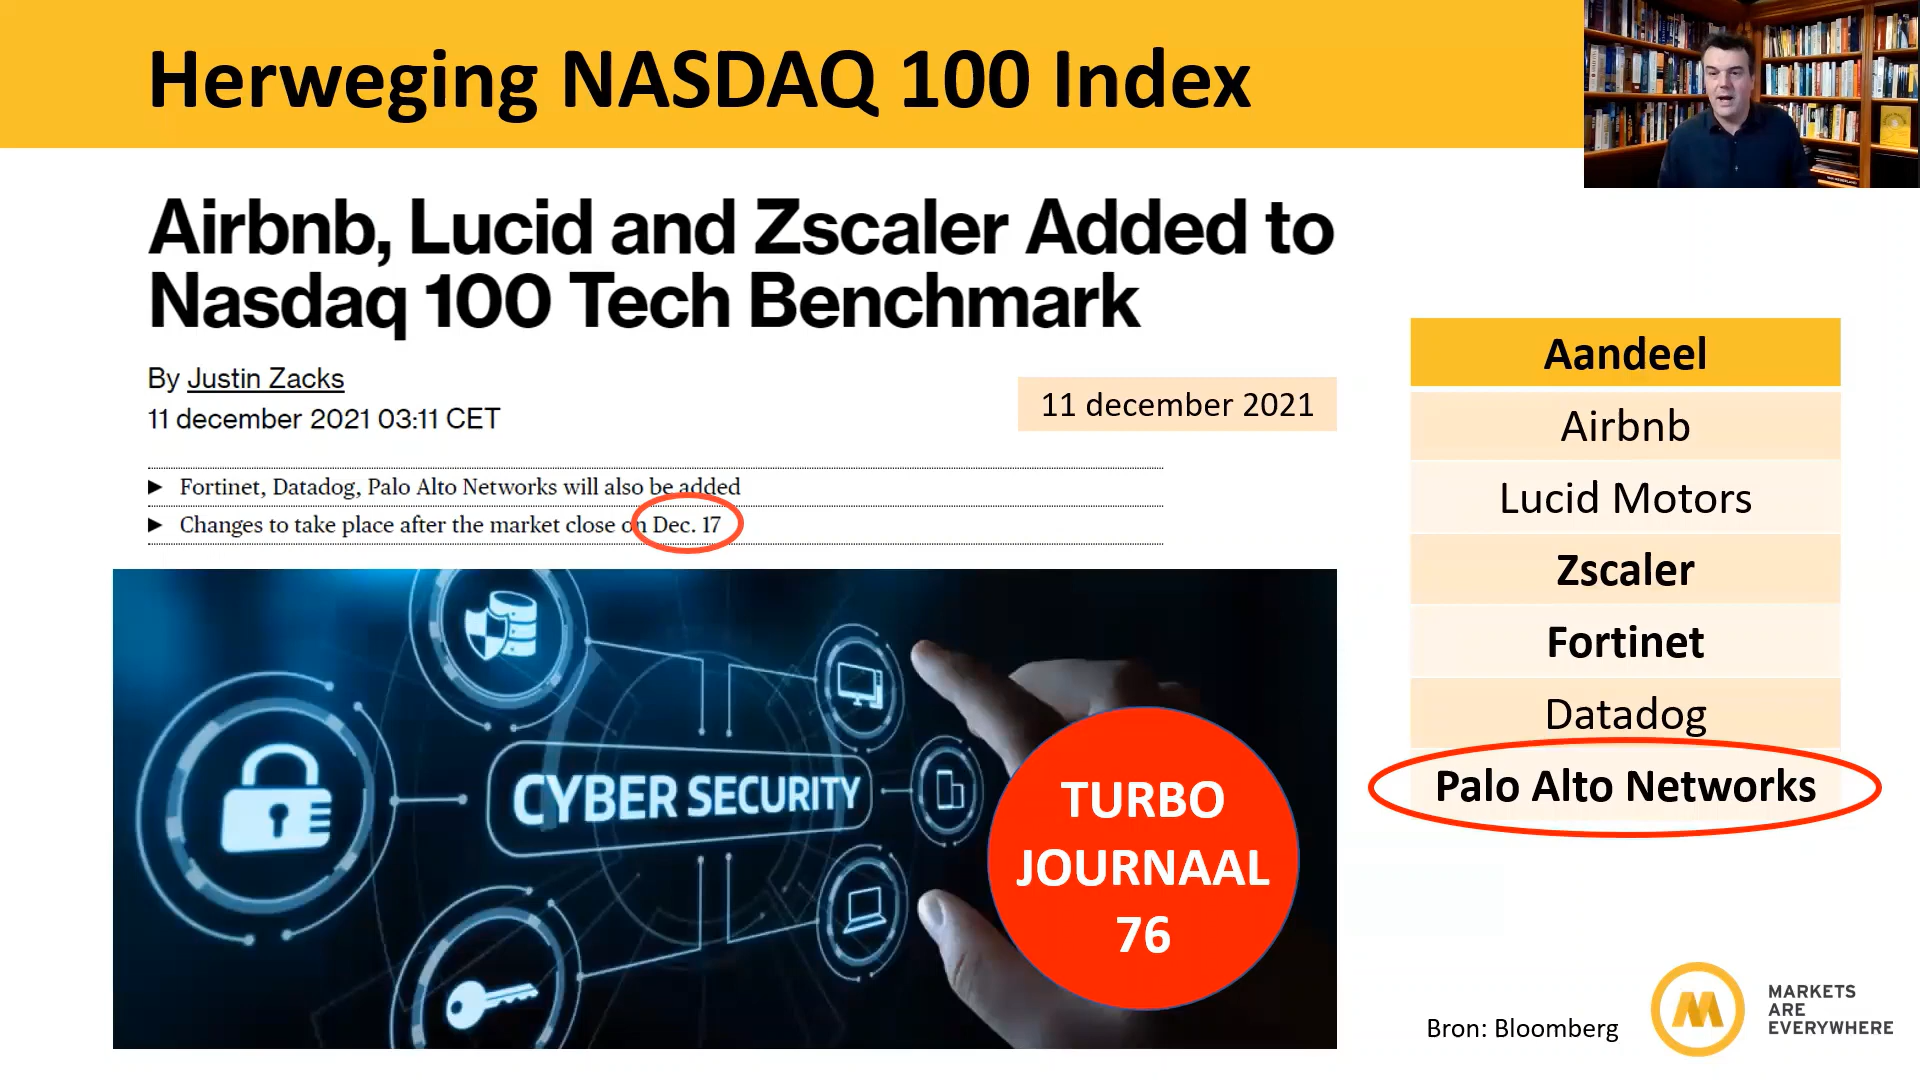 Herweging NASDAQ 100 Index
Airbnb, Lucid and Zscaler Added to
Nasdaq 100 Tech Benchmark
By Justin Zacks
11 december 2021 03:11 CET
11 december 2021
► Fortinet, Datadog, Palo Alto Networks will also be added
► Changes to take place after the market close on Dec. 17
CYBER SECURITY
TURBO
JOURNAAL
76
Aandeel
Airbnb
Lucid Motors
Zscaler
Fortinet
Datadog
Palo Alto Networks
Bron: Bloomberg
MARKETS
ARE
EVERYWHERE